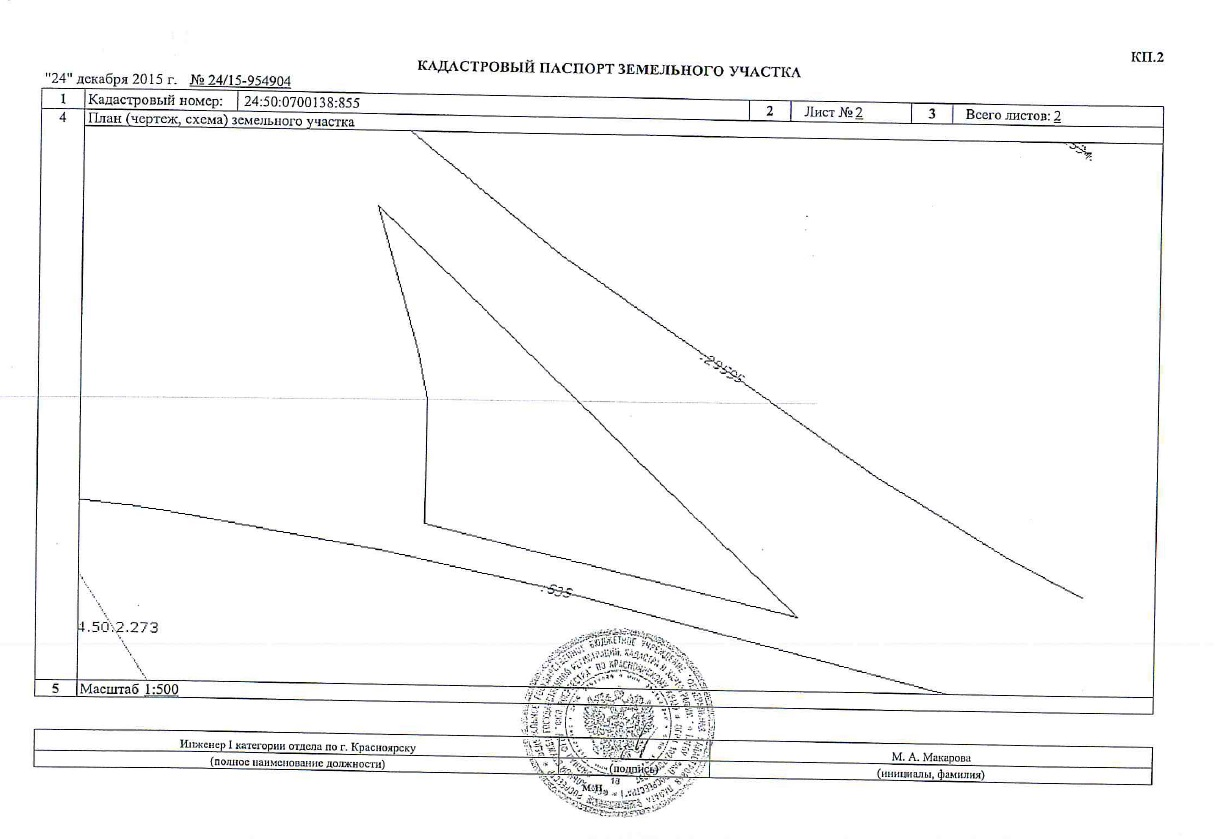 КП.2
КАДАСТРОВЫЙ ПАСПОРТ ЗЕМЕЛЬНОГО УЧАСТКА
"24" декабря 2015 г. № 24/15-954904
1 Кадастровый номер: 24:50:0700138:855 2 Лист № 2 3 Всего листов: 2
4 План (чертеж, схема) земельного участка
:29595
:535
4.50.2.273
5 Масштаб 1:500
Инженер I категории отдела по г. Красноярску М. А. Макарова
(полное наименование должности) (подпись) (инициалы, фамилия)
М.П.